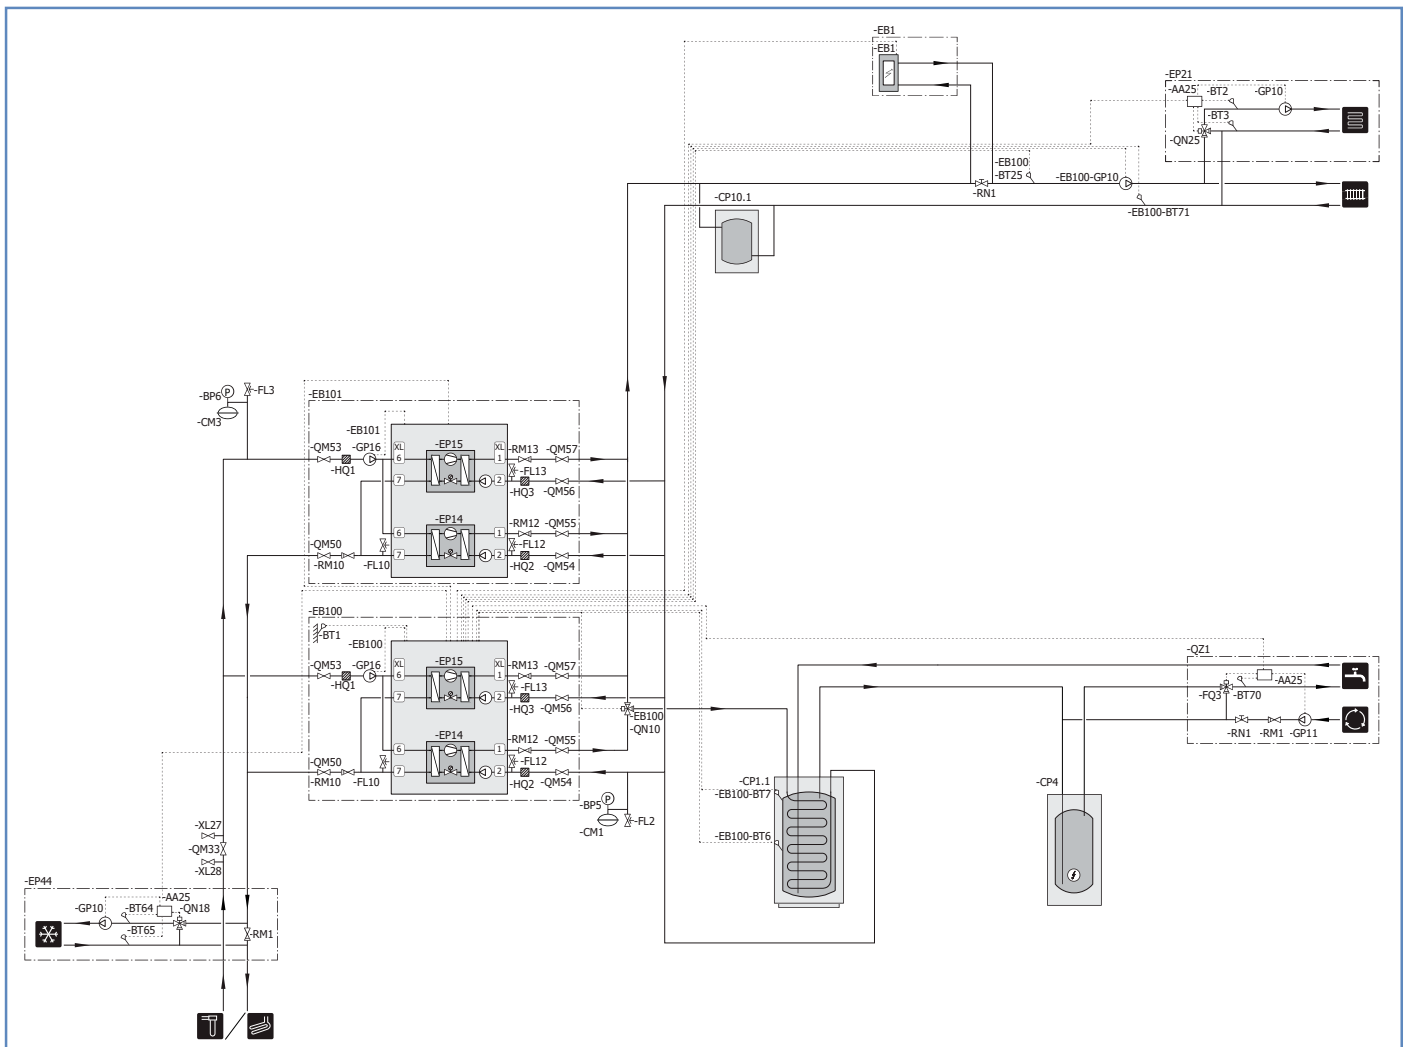 -EB1
-EB1
-EP21
-AA25
-BT2
-GP10
-BT3
-QN25
-EB100
-BT25
-EB100-GP10
-RN1
-EB100-BT71
-CP10.1
-BP6
P
-FL3
-CM3
-EB101
-EB101
-QM53
-GP16
-HQ1
XL
6
7
-EP15
XL
1
2
-RM13
-QM57
-FL13
-HQ3
-QM56
-EP14
6
7
1
2
-RM12
-QM55
-FL12
-HQ2
-QM54
-QM50
-RM10
-FL10
-EB100
-BT1
-EB100
-QM53
-GP16
-HQ1
XL
6
7
-EP15
XL
1
2
-RM13
-QM57
-FL13
-HQ3
-QM56
-EP14
6
7
1
2
-RM12
-QM55
-FL12
-HQ2
-QM54
-QM50
-RM10
-FL10
-EB100
-QN10
-BP5
P
-CM1
-FL2
-CP1.1
-EB100-BT7
-EB100-BT6
-QZ1
-AA25
-FQ3
-BT70
-RN1
-RM1
-GP11
-CP4
-XL27
-QM33
-XL28
-EP44
-AA25
-GP10
-BT64
-QN18
-BT65
-RM1